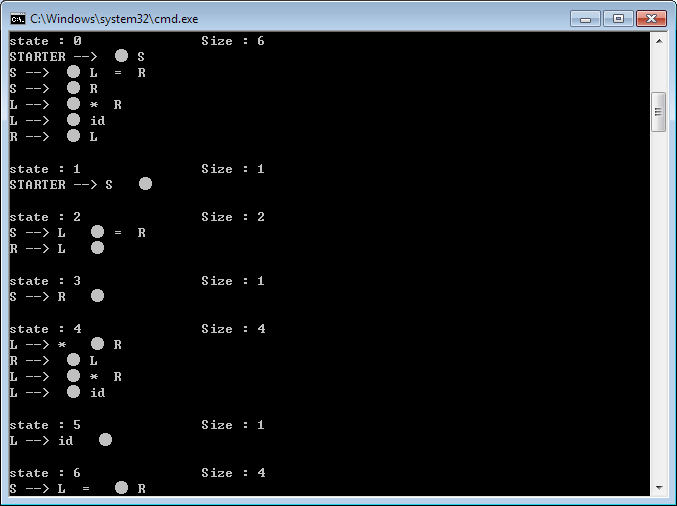 C:\Windows\system32\cmd.exe
state : 0 Size : 6
STARTER --> ● S
S --> ● L = R
S --> ● R
L --> ● * R
L --> ● id
R --> ● L
state : 1 Size : 1
STARTER --> S ●
state : 2 Size : 2
S --> L ● = R
R --> L ●
state : 3 Size : 1
S --> R ●
state : 4 Size : 4
L --> * ● R
R --> ● L
L --> ● * R
L --> ● id
state : 5 Size : 1
L --> id ●
state : 6 Size : 4
S --> L = ● R